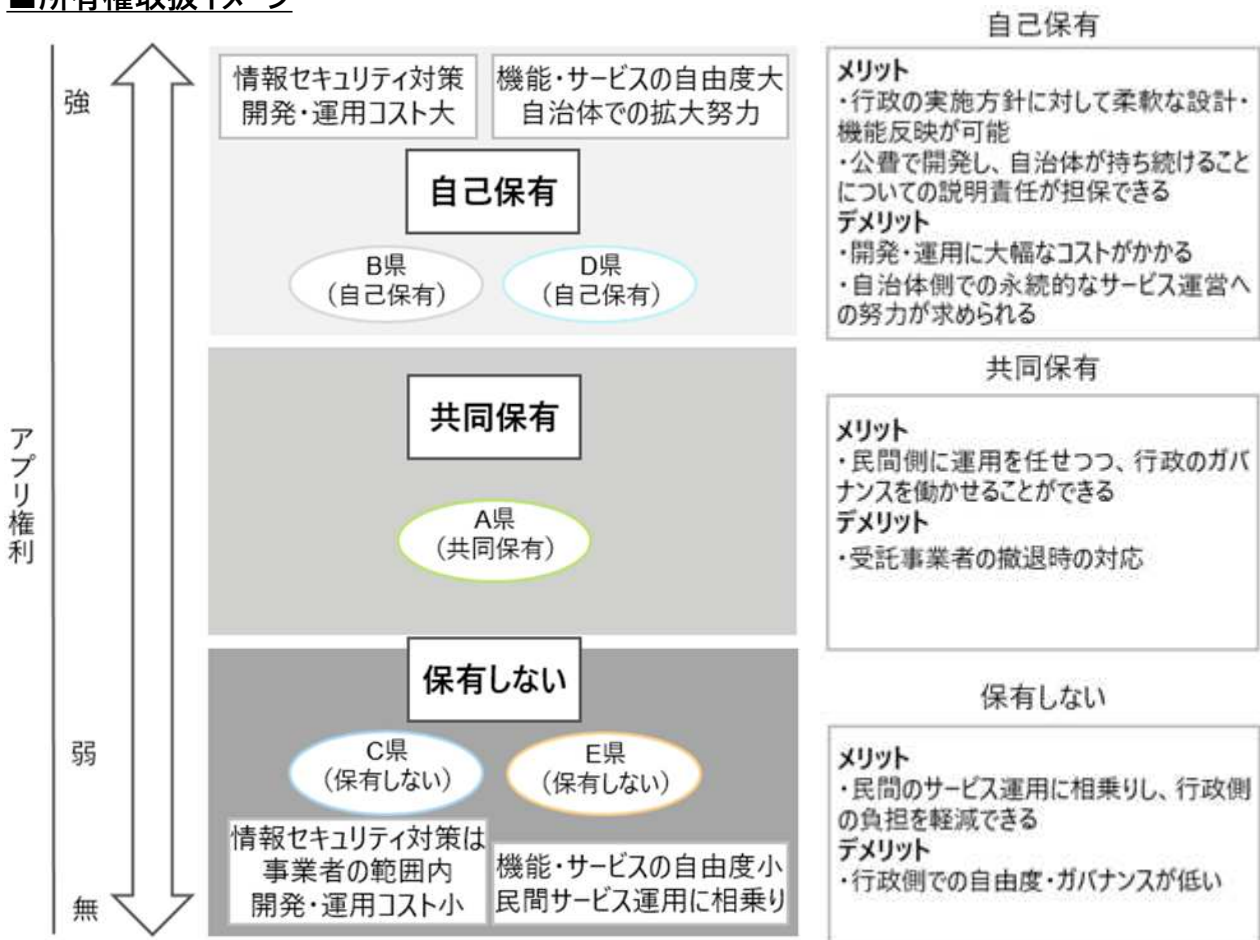 ■所有権取扱イメージ
アプリ権利
強
弱
無
情報セキュリティ対策
開発・運用コスト大
機能・サービスの自由度大
自治体での拡大努力
自己保有
B県
(自己保有)
D県
(自己保有)
共同保有
A県
(共同保有)
保有しない
C県
(保有しない)
E県
(保有しない)
情報セキュリティ対策は
事業者の範囲内
開発・運用コスト小
機能・サービスの自由度小
民間サービス運用に相乗り
自己保有
メリット
・行政の実施方針に対して柔軟な設計・
機能反映が可能
・公費で開発し、自治体が持ち続けること
についての説明責任が担保できる
デメリット
・開発・運用に大幅なコストがかかる
・自治体側での永続的なサービス運営へ
の努力が求められる
共同保有
メリット
・民間側に運用を任せつつ、行政のガバ
ナンスを働かせることができる
デメリット
・受託事業者の撤退時の対応
保有しない
メリット
・民間のサービス運用に相乗りし、行政側
の負担を軽減できる
デメリット
・行政側での自由度・ガバナンスが低い